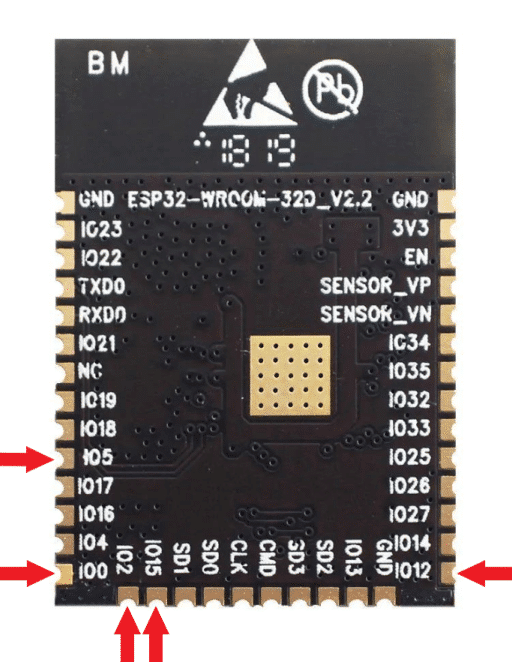 BM
Pb
1819
GND ESP32-WROOM-32D_V2.2 GND
IO23 3V3
IO22 EN
TXD0 SENSOR_VP
RXD0 SENSOR_VN
IO21 IO34
NC IO35
IO19 IO32
IO18 IO33
IO5 IO25
IO17 IO26
IO16 IO27
IO4 IO14
IO0 IO12
IO2
IO15
SD1
SD0
CLK
CMD
SD3
SD2
IO13
GND